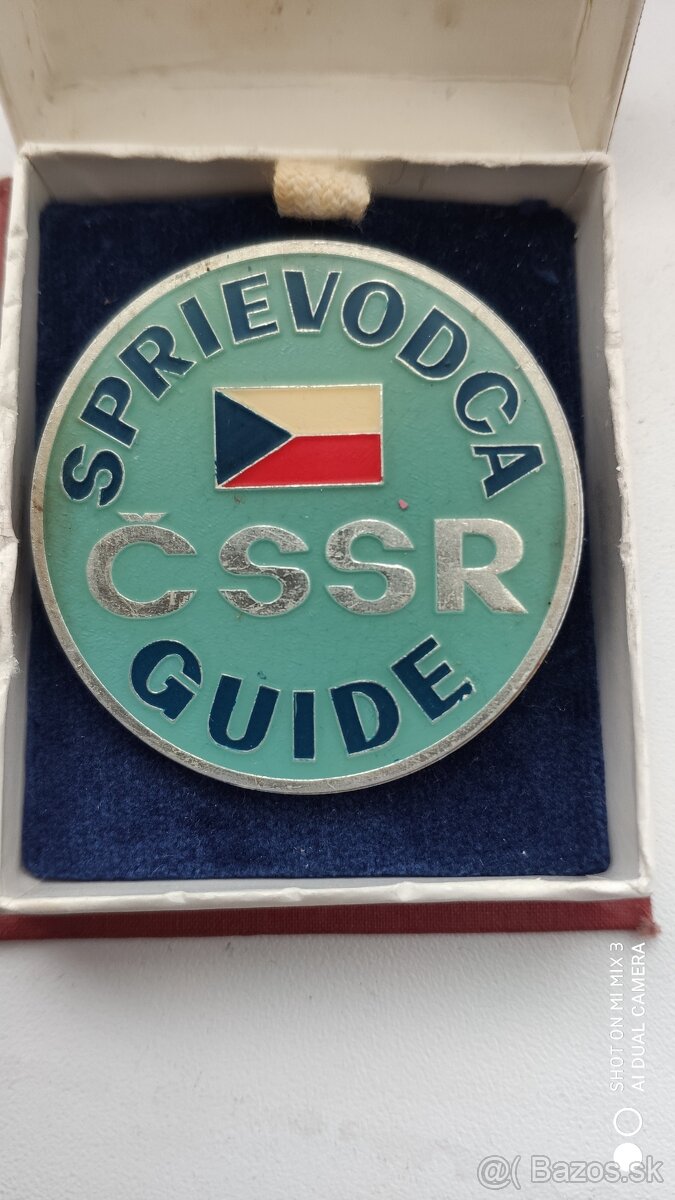 SPRIEVODCA
ČSSR
GUIDE
SHOT ON MI MIX 3
AI DUAL CAMERA
@( Bazos.sk